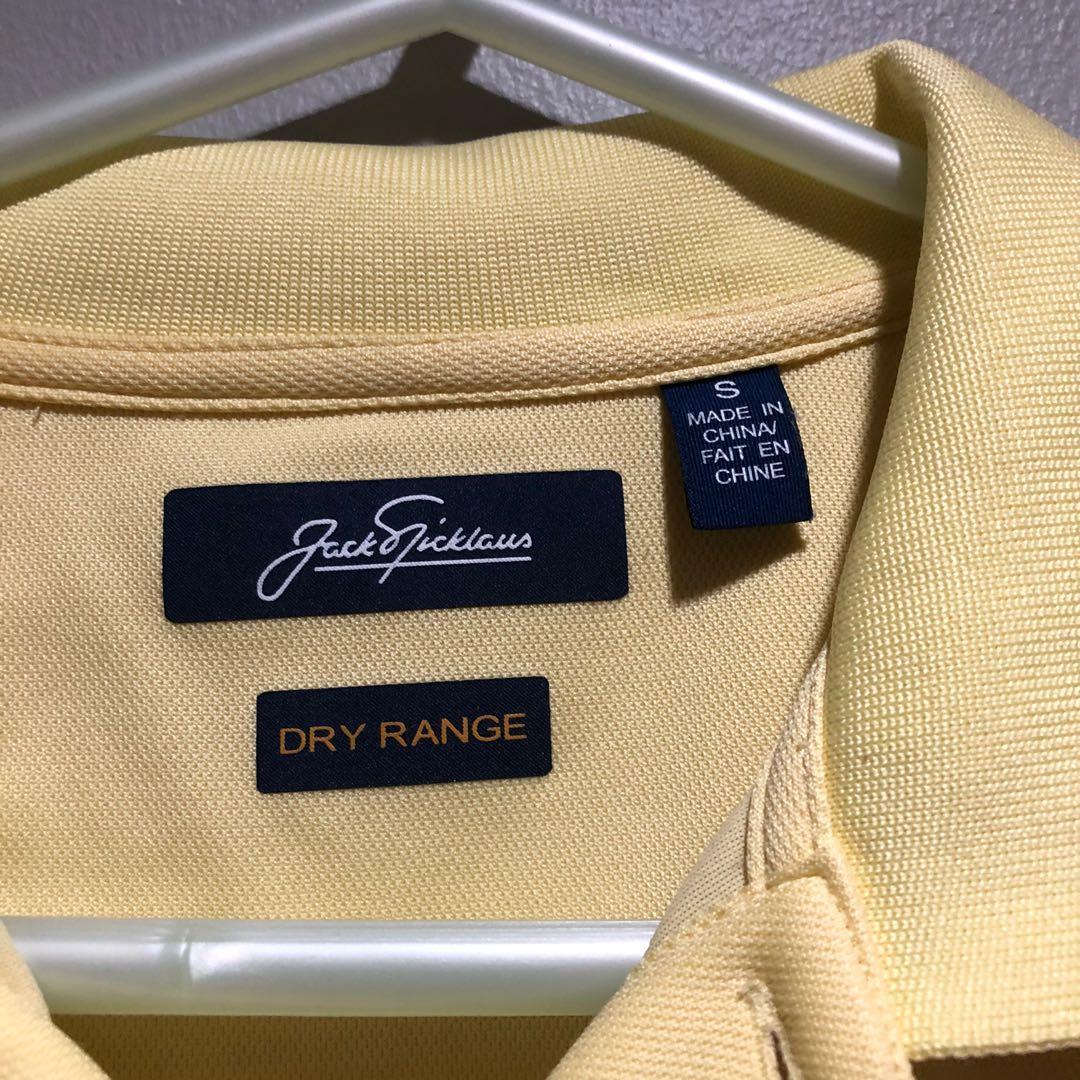 S
MADE IN
CHINA/
FAIT EN
CHINE
Jack Nicklaus
DRY RANGE